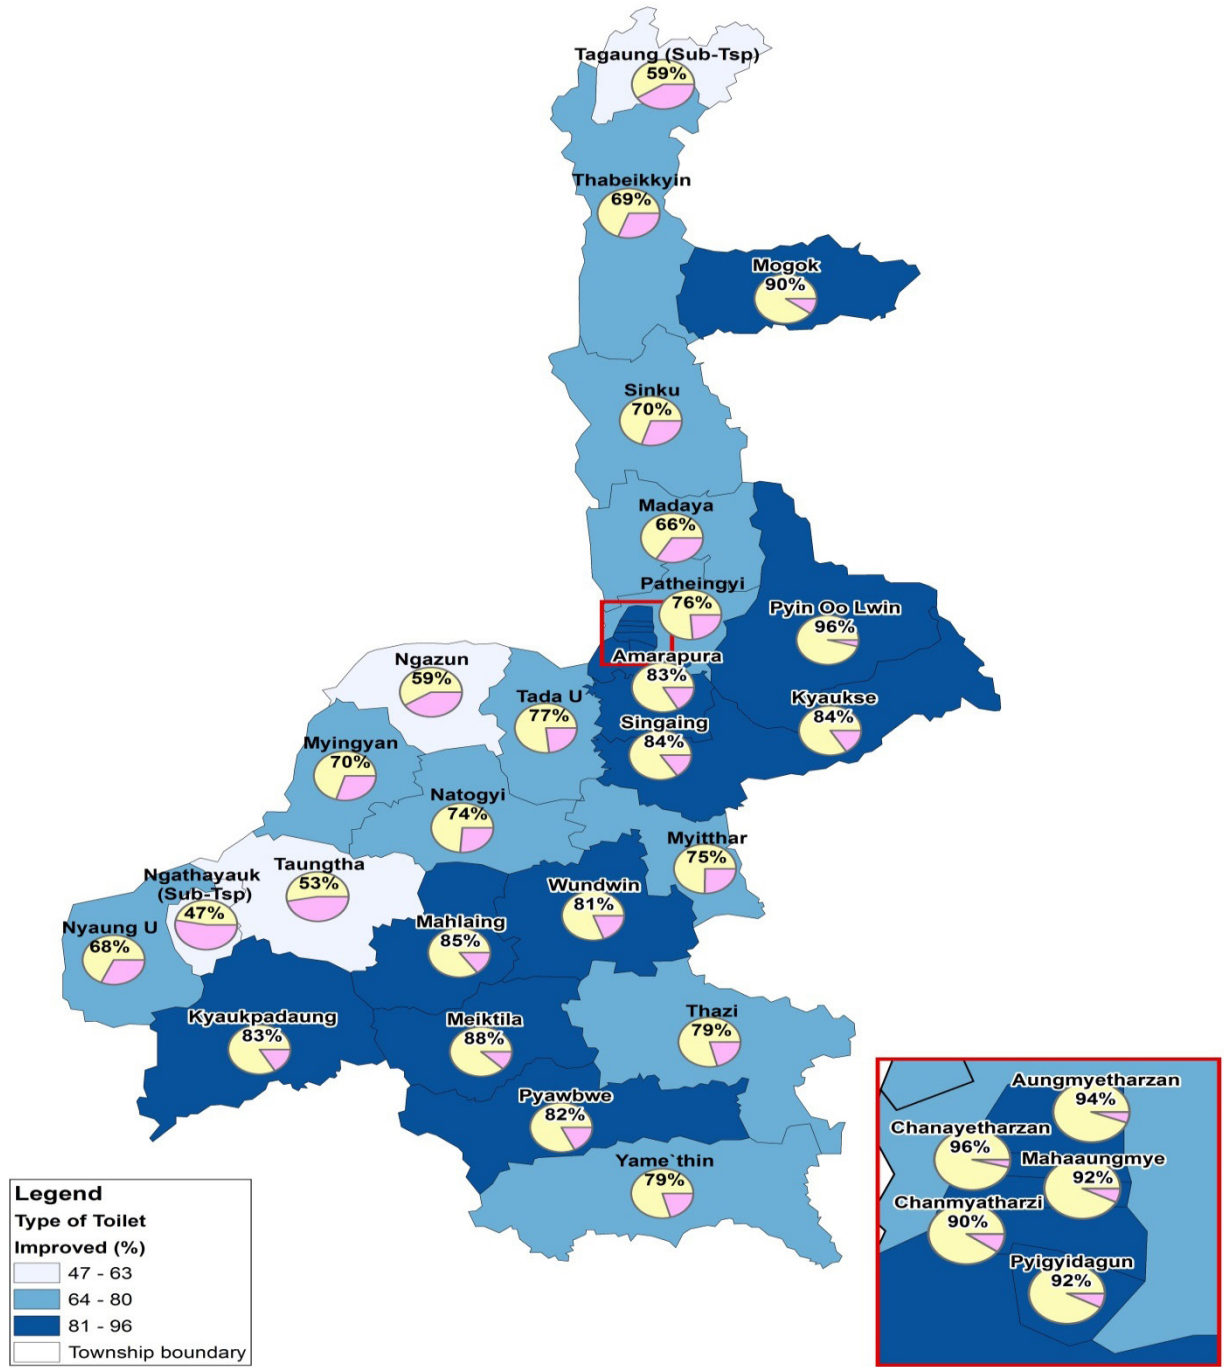 Tagaung (Sub-Tsp)
59%
Thabeikkyin
69%
Mogok
90%
Sinku
70%
Madaya
66%
Patheingyi
76%
Pyin Oo Lwin
96%
Amarapura
83%
Ngazun
59%
Tada U
77%
Kyaukse
84%
Singaing
84%
Myingyan
70%
Natogyi
74%
Myitthar
75%
Taungtha
53%
Ngathayauk
(Sub-Tsp)
47%
Wundwin
81%
Nyaung U
68%
Mahlaing
85%
Kyaukpadaung
83%
Meiktila
88%
Thazi
79%
Pyawbwe
82%
Yame`thin
79%
Aungmyetharzan
94%
Chanayetharzan
96%
Mahaaungmye
92%
Chanmyatharzi
90%
Pyigyidagun
92%
Legend
Type of Toilet
Improved (%)
47 - 63
64 - 80
81 - 96
Township boundary